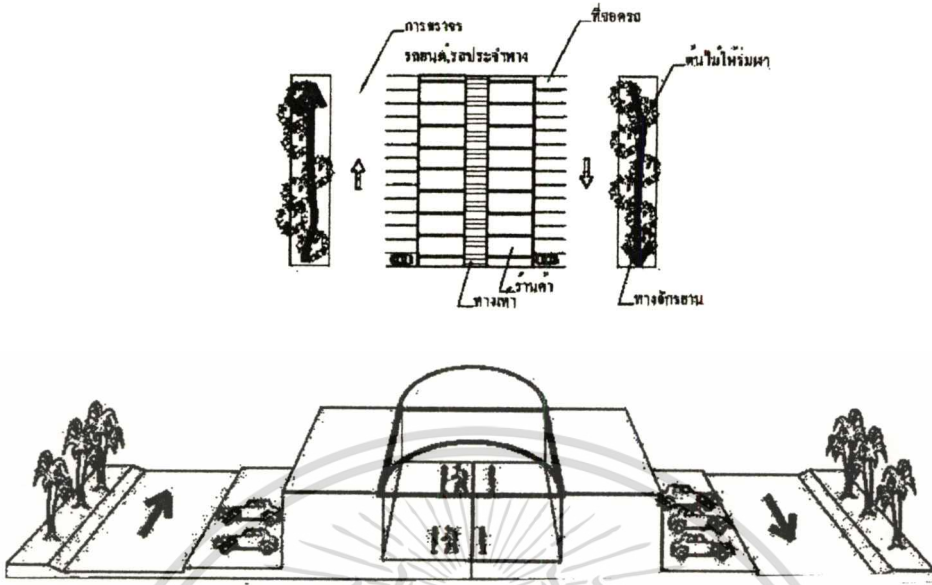 ที่จอดรถ
การจราจร
รถยนต์,รถประจำทาง
ต้นไม้ให้ร่มเงา
ร้านค้า
ทางเท้า
ทางจักรยาน